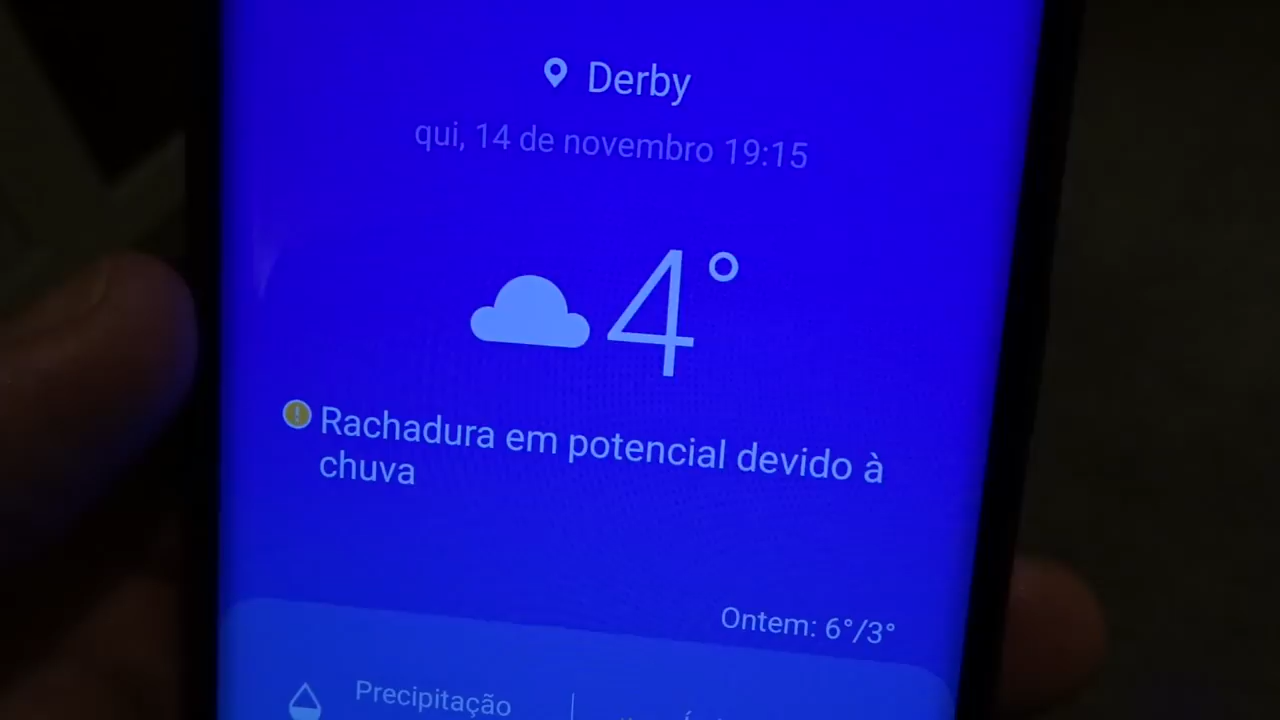 Derby
qui, 14 de novembro 19:15
4°
Rachadura em potencial devido à
chuva
Ontem: 6°/3°
Precipitação